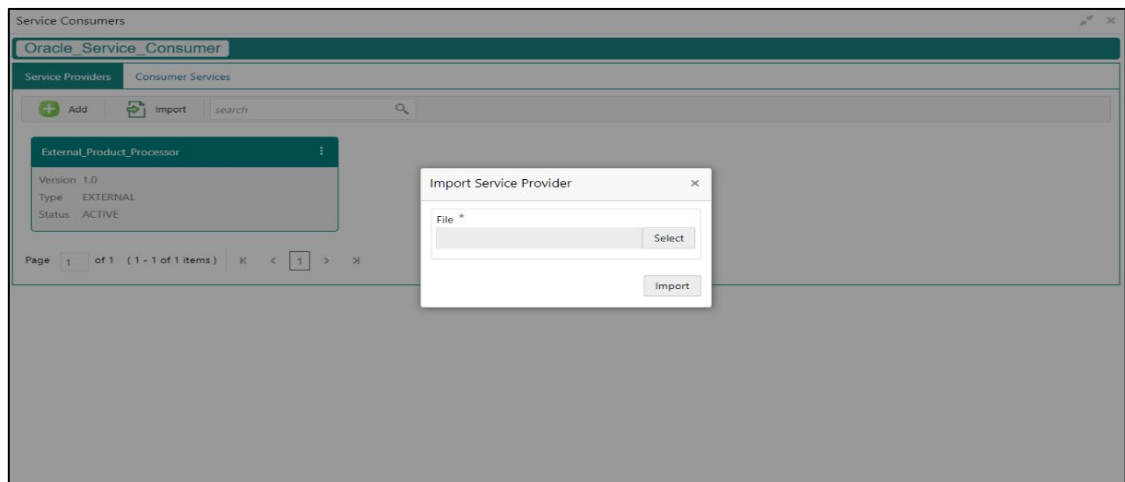 Service Consumers
Oracle_Service_Consumer
Service Providers Consumer Services
Add Import search
External_Product_Processor
Version 1.0
Type EXTERNAL
Status ACTIVE
Page 1 of 1 (1 - 1 of 1 items) 1
Import Service Provider
File *
Select
Import